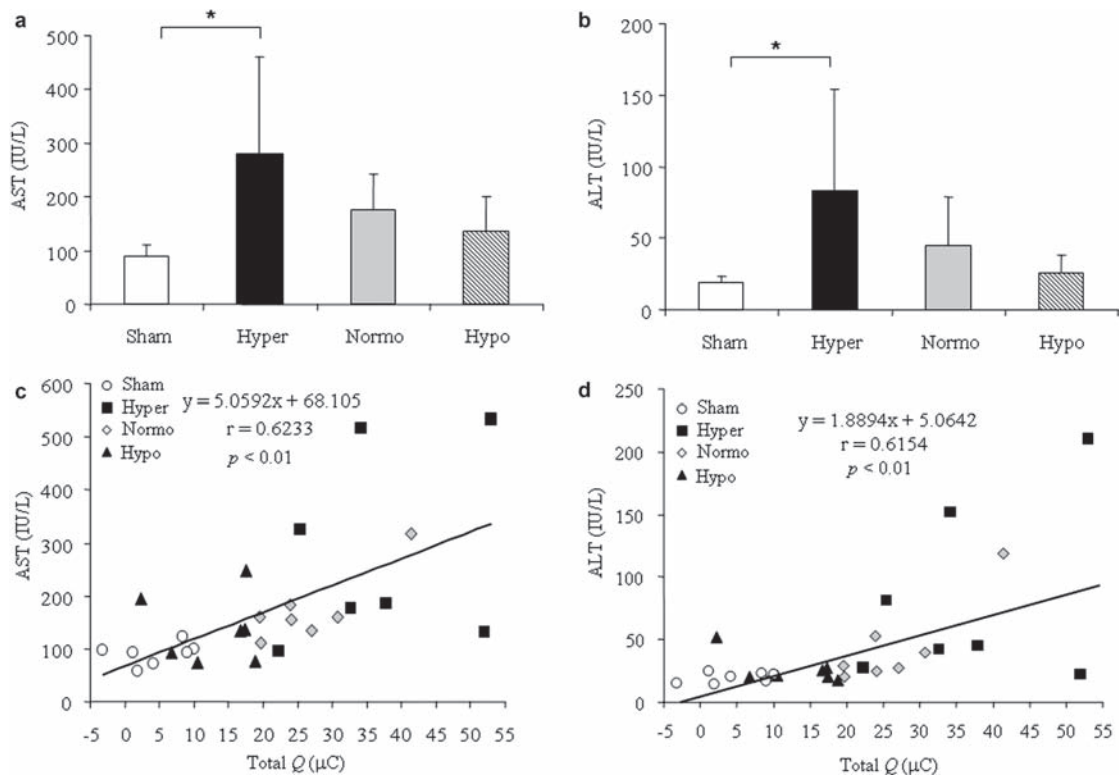 a
*
500
400
300
200
100
0
AST (IU/L)
Sham Hyper Normo Hypo
b
*
200
150
100
50
0
ALT (IU/L)
Sham Hyper Normo Hypo
c
600
500
400
300
200
100
0
AST (IU/L)
Sham
Hyper
Normo
Hypo
y = 5.0592x + 68.105
r = 0.6233
p < 0.01
-5 0 5 10 15 20 25 30 35 40 45 50 55
Total Q (µC)
d
250
200
150
100
50
0
ALT (IU/L)
Sham
Hyper
Normo
Hypo
y = 1.8894x + 5.0642
r = 0.6154
p < 0.01
-5 0 5 10 15 20 25 30 35 40 45 50 55
Total Q (µC)